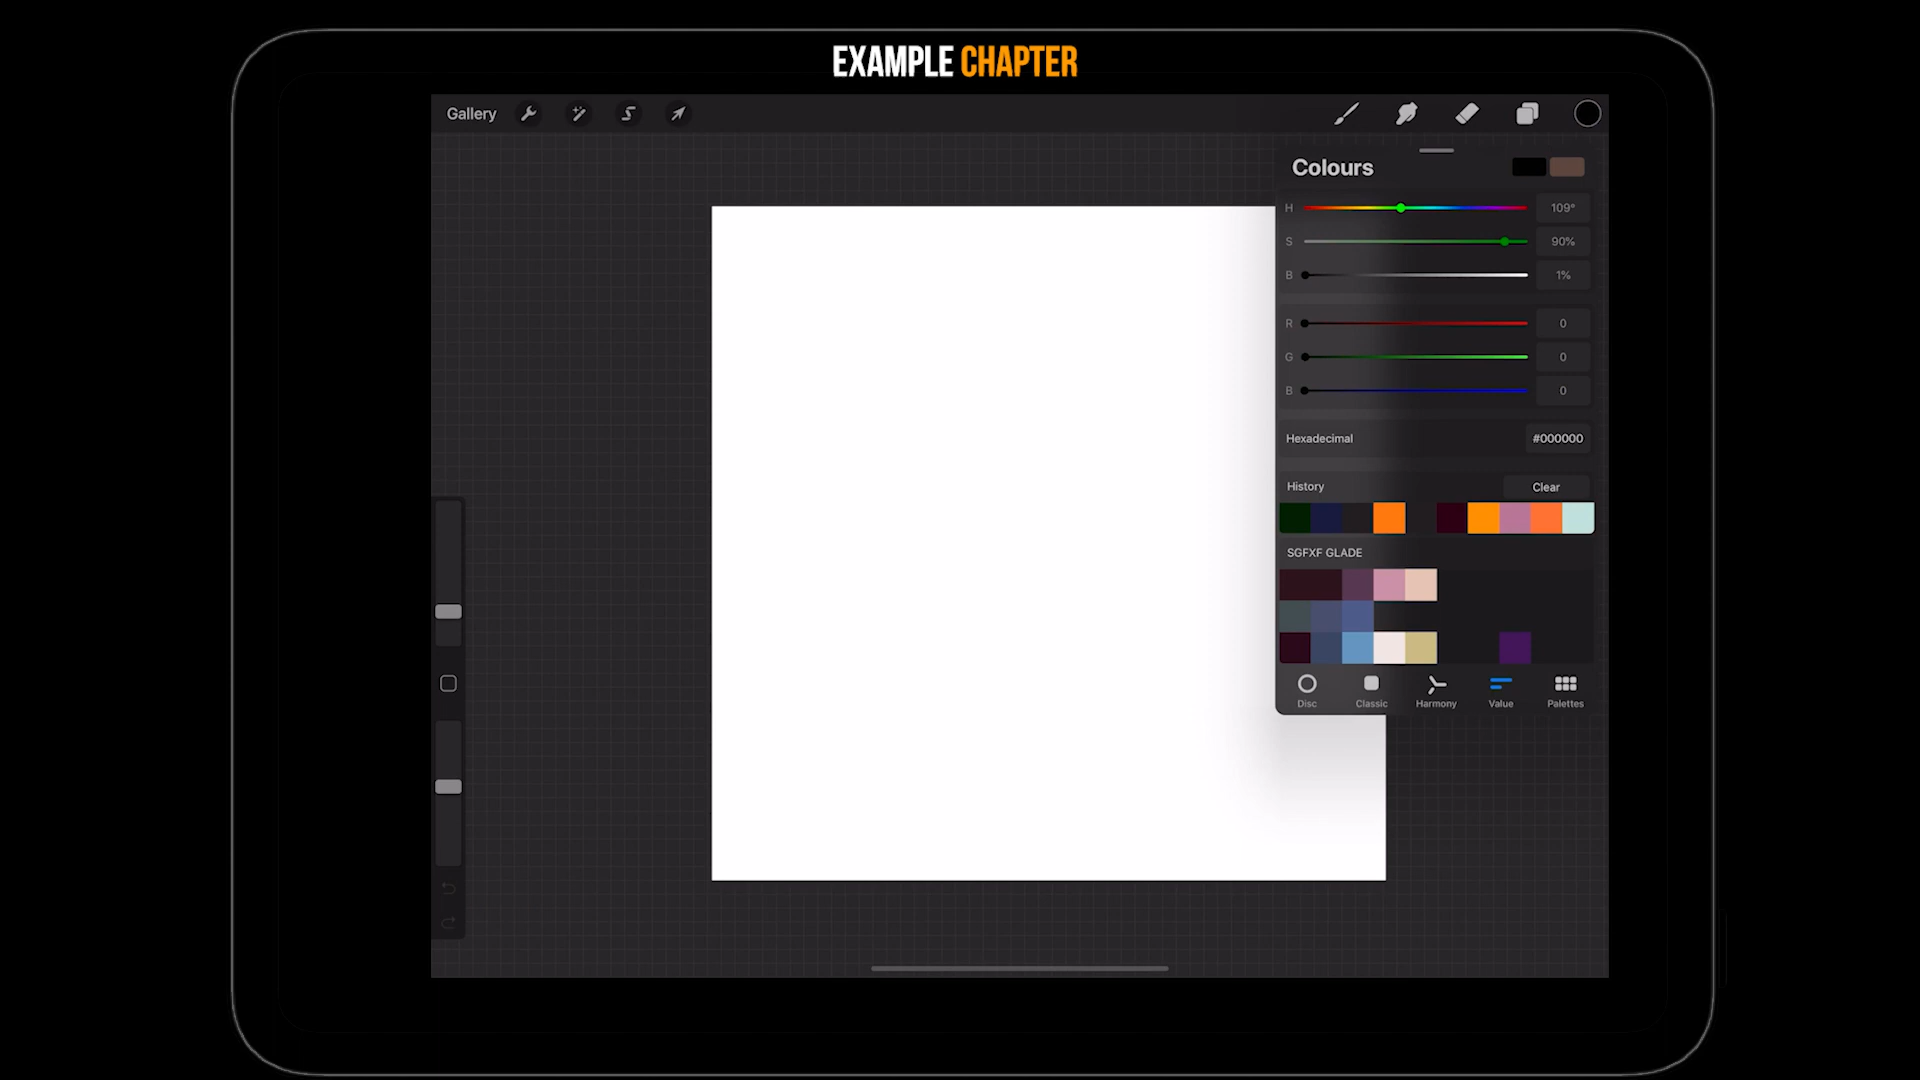 EXAMPLE CHAPTER
Gallery
Colours
H 109°
S 90%
B 1%
R 0
G 0
B 0
Hexadecimal #000000
History Clear
SGFXF GLADE
Disc Classic Harmony Value Palettes